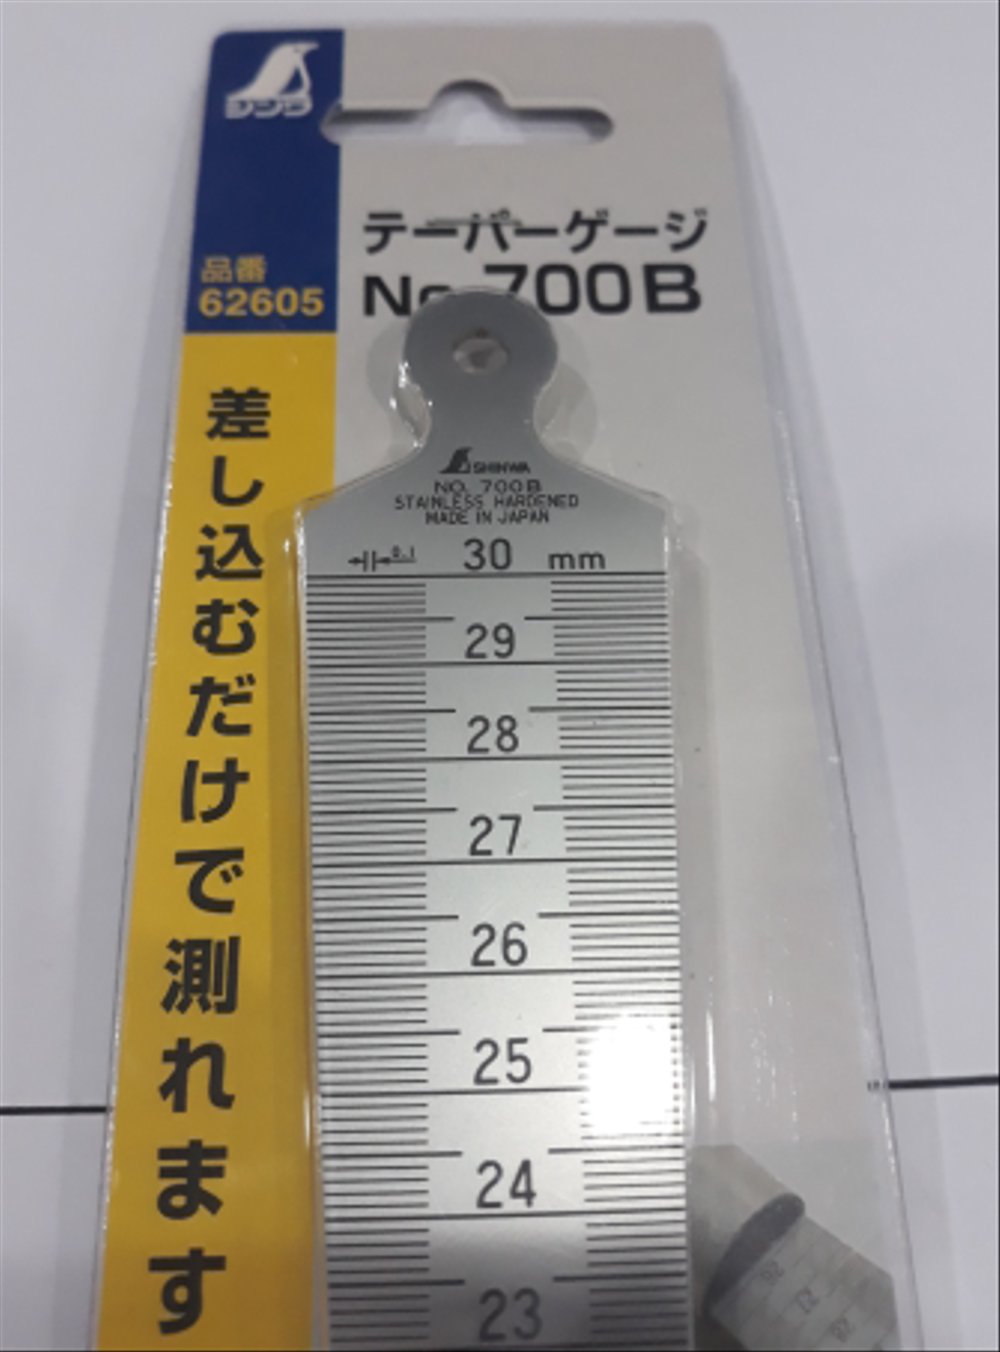 シンワ
テーパーゲージ
No.700B
品番
62605
差し込むだけで測れます
SHINWA
NO. 700B
STAINLESS HARDENED
MADE IN JAPAN
0.1 30 mm
29
28
27
26
25
24
23